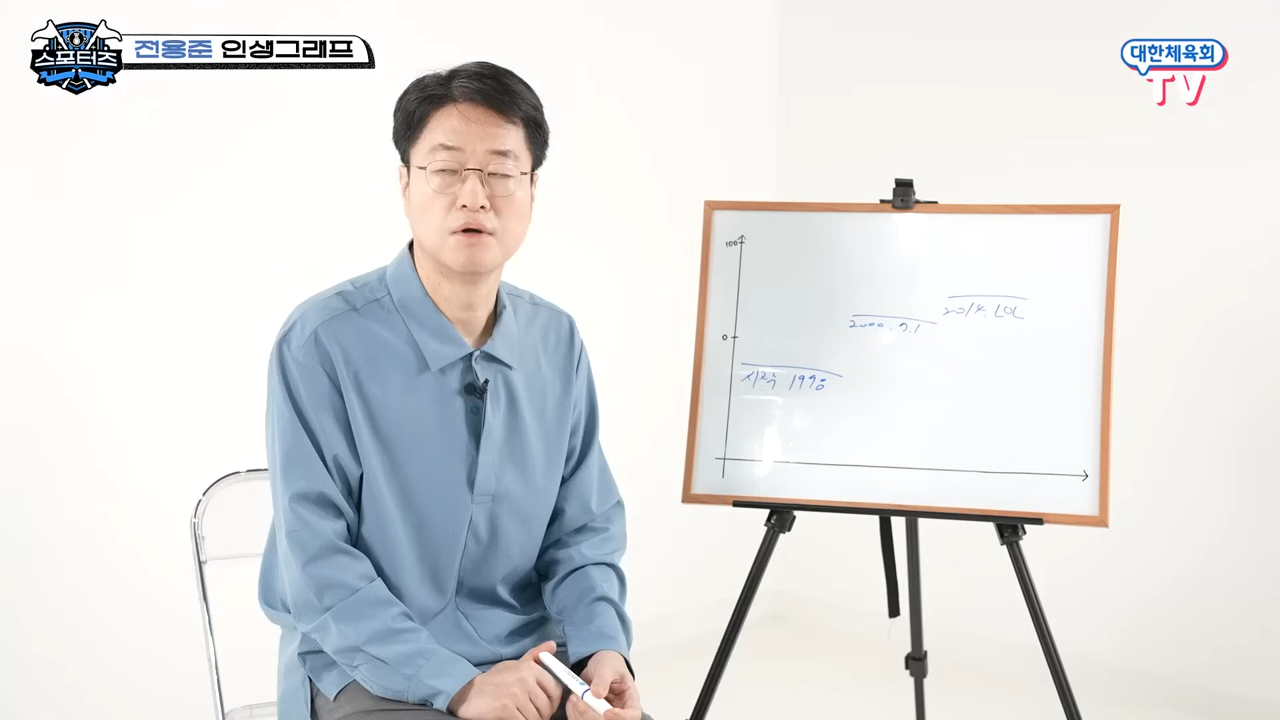 스포터즈
전용준 인생그래프
대한체육회
TV
100
0
2014. LOL
2000. 7.1
시작 1998